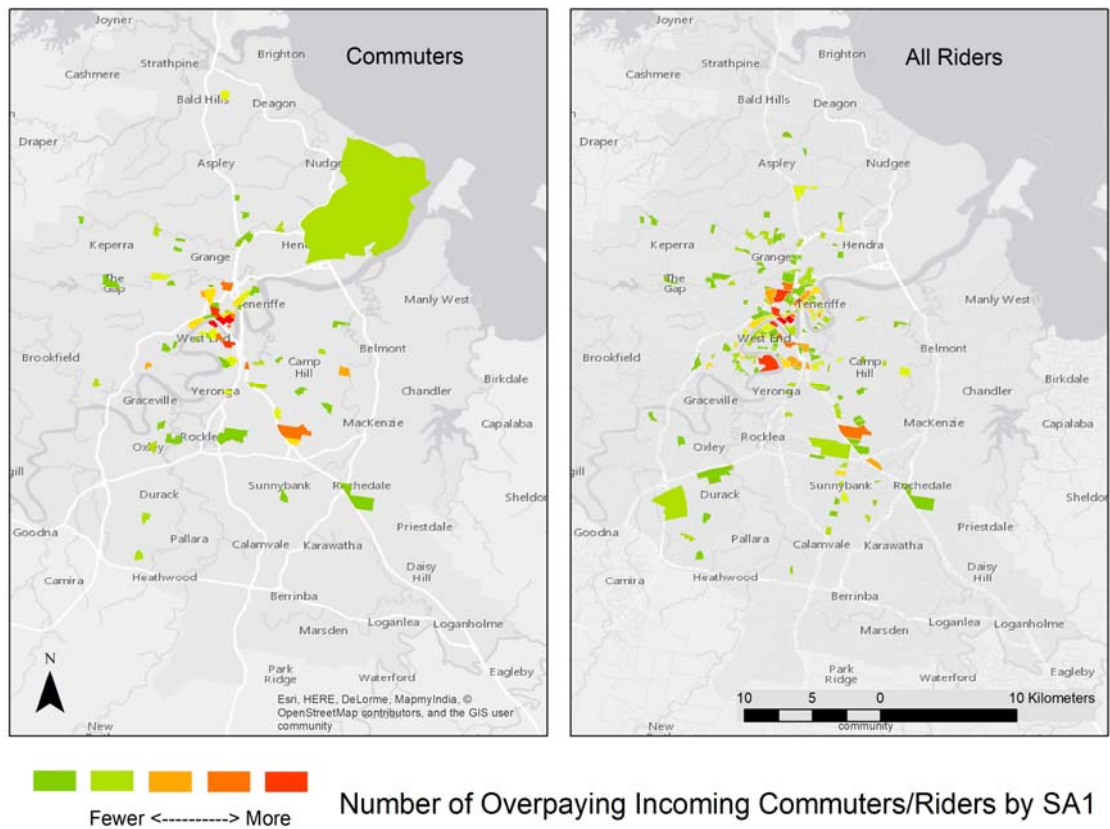 Commuters
Joyner
Brighton
Strathpine
Cashmere
Bald Hills
Deagon
Draper
Aspley
Nudge
Keperra
Grange
Hend
The Gap
Teneriffe
Manly West
West End
Brookfield
Camp Hill
Belmont
Birkdale
Chandler
Graceville
Yeronga
MacKenzie
Capalaba
Oxley
Rocklea
gill
Sunnybank
Rochedale
Durack
Sheldon
Priestdale
Goodna
Pallara
Calamvale
Karawatha
Daisy Hill
Camira
Heathwood
Berrinba
Loganlea
Loganholme
Marsden
N
Park Ridge
Waterford
Eagleby
Esri, HERE, DeLorme, MapmyIndia, ©
OpenStreetMap contributors, and the GIS user
community
New
All Riders
Joyner
Brighton
Strathpine
Cashmere
Bald Hills
Deagon
Draper
Aspley
Nudgee
Keperra
Grange
Hendra
The Gap
Teneriffe
Manly West
West End
Brookfield
Camp Hill
Belmont
Birkdale
Chandler
Graceville
Yeronga
MacKenzie
Capalaba
Oxley
Rocklea
gill
Sunnybank
Rochedale
Durack
Sheldo
Priestdale
Goodna
Pallara
Calamvale
Karawatha
Daisy Hill
Camira
Heathwood
Berrinba
Loganlea
Loganholme
Marsden
Park Ridge
Waterford
Eagleby
10 5 0 10 Kilometers
community
New
Fewer <----------> More
Number of Overpaying Incoming Commuters/Riders by SA1